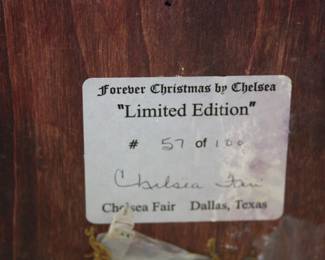 Forever Christmas by Chelsea
"Limited Edition"
# 57 of 100
Chelsea Fair
Chelsea Fair Dallas, Texas